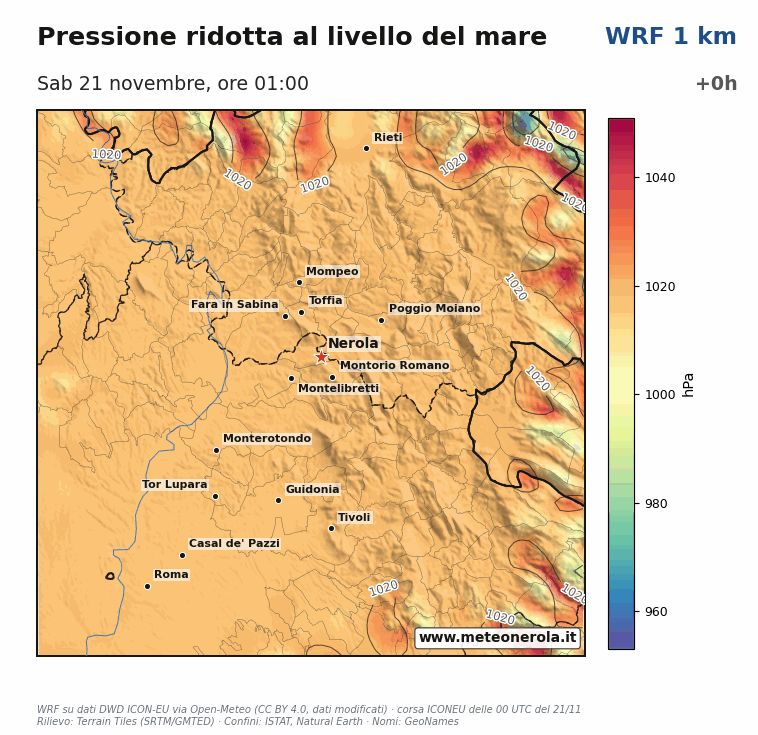 Pressione ridotta al livello del mare
WRF 1 km
Sab 21 novembre, ore 01:00
+0h
1020
1020
1020
1020
1020
1020
1020
1020
1020
1020
1020
1020
Rieti
Mompeo
Toffia
Fara in Sabina
Poggio Moiano
Nerola
Montorio Romano
Montelibretti
Monterotondo
Tor Lupara
Guidonia
Tivoli
Casal de' Pazzi
Roma
www.meteonerola.it
1040
1020
1000
980
960
hPa
WRF su dati DWD ICON-EU via Open-Meteo (CC BY 4.0, dati modificati) · corsa ICONEU delle 00 UTC del 21/11
Rilievo: Terrain Tiles (SRTM/GMTED) · Confini: ISTAT, Natural Earth · Nomi: GeoNames